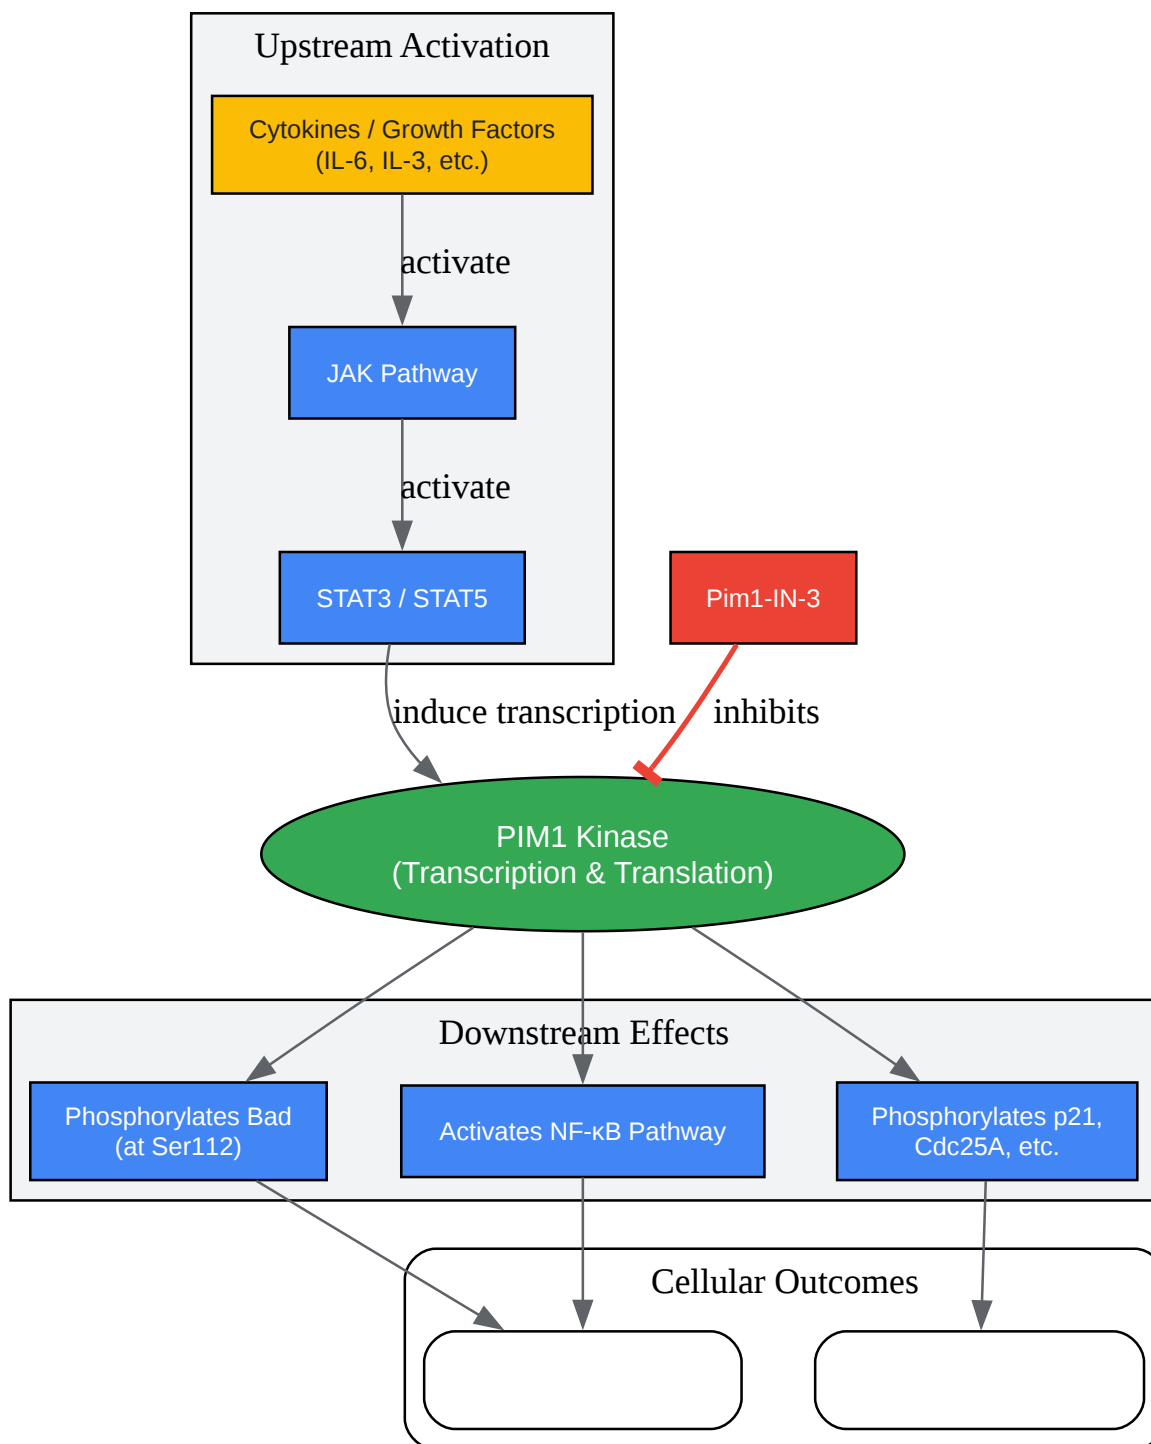 Upstream Activation
Cytokines / Growth Factors
(IL-6, IL-3, etc.)
activate
JAK Pathway
activate
STAT3 / STAT5
Pim1-IN-3
induce transcription
inhibits
PIM1 Kinase
(Transcription & Translation)
Downstream Effects
Phosphorylates Bad
(at Ser112)
Activates NF-κB Pathway
Phosphorylates p21,
Cdc25A, etc.
Cellular Outcomes